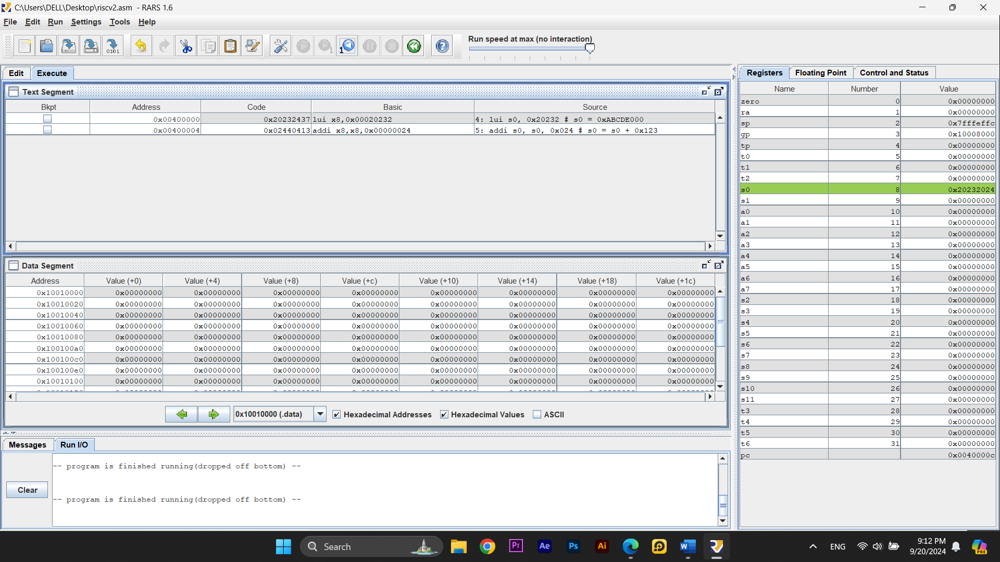 C:\Users\DELL\Desktop\riscv2.asm - RARS 1.6
File Edit Run Settings Tools Help
Run speed at max (no interaction)
Edit Execute
Text Segment
Bkpt Address Code Basic Source
0x00400000 0x20232437 lui x8,0x00020232 4: lui s0, 0x20232 # s0 = 0xABCDE000
0x00400004 0x02440413 addi x8,x8,0x00000024 5: addi s0, s0, 0x024 # s0 = s0 + 0x123
Data Segment
Address Value (+0) Value (+4) Value (+8) Value (+c) Value (+10) Value (+14) Value (+18) Value (+1c)
0x10010000 0x00000000 0x00000000 0x00000000 0x00000000 0x00000000 0x00000000 0x00000000 0x00000000
0x10010020 0x00000000 0x00000000 0x00000000 0x00000000 0x00000000 0x00000000 0x00000000 0x00000000
0x10010040 0x00000000 0x00000000 0x00000000 0x00000000 0x00000000 0x00000000 0x00000000 0x00000000
0x10010060 0x00000000 0x00000000 0x00000000 0x00000000 0x00000000 0x00000000 0x00000000 0x00000000
0x10010080 0x00000000 0x00000000 0x00000000 0x00000000 0x00000000 0x00000000 0x00000000 0x00000000
0x100100a0 0x00000000 0x00000000 0x00000000 0x00000000 0x00000000 0x00000000 0x00000000 0x00000000
0x100100c0 0x00000000 0x00000000 0x00000000 0x00000000 0x00000000 0x00000000 0x00000000 0x00000000
0x100100e0 0x00000000 0x00000000 0x00000000 0x00000000 0x00000000 0x00000000 0x00000000 0x00000000
0x10010100 0x00000000 0x00000000 0x00000000 0x00000000 0x00000000 0x00000000 0x00000000 0x00000000
0x10010000 (.data) Hexadecimal Addresses Hexadecimal Values ASCII
Messages Run I/O
-- program is finished running(dropped off bottom) --
Clear
-- program is finished running(dropped off bottom) --
Registers Floating Point Control and Status
Name Number Value
zero 0 0x00000000
ra 1 0x00000000
sp 2 0x7fffeffc
gp 3 0x10008000
tp 4 0x00000000
t0 5 0x00000000
t1 6 0x00000000
t2 7 0x00000000
s0 8 0x20232024
s1 9 0x00000000
a0 10 0x00000000
a1 11 0x00000000
a2 12 0x00000000
a3 13 0x00000000
a4 14 0x00000000
a5 15 0x00000000
a6 16 0x00000000
a7 17 0x00000000
s2 18 0x00000000
s3 19 0x00000000
s4 20 0x00000000
s5 21 0x00000000
s6 22 0x00000000
s7 23 0x00000000
s8 24 0x00000000
s9 25 0x00000000
s10 26 0x00000000
s11 27 0x00000000
t3 28 0x00000000
t4 29 0x00000000
t5 30 0x00000000
t6 31 0x00000000
pc 0x0040000c
Search
Pr Ae Ps Ai
ENG
9:12 PM
9/20/2024
PRE